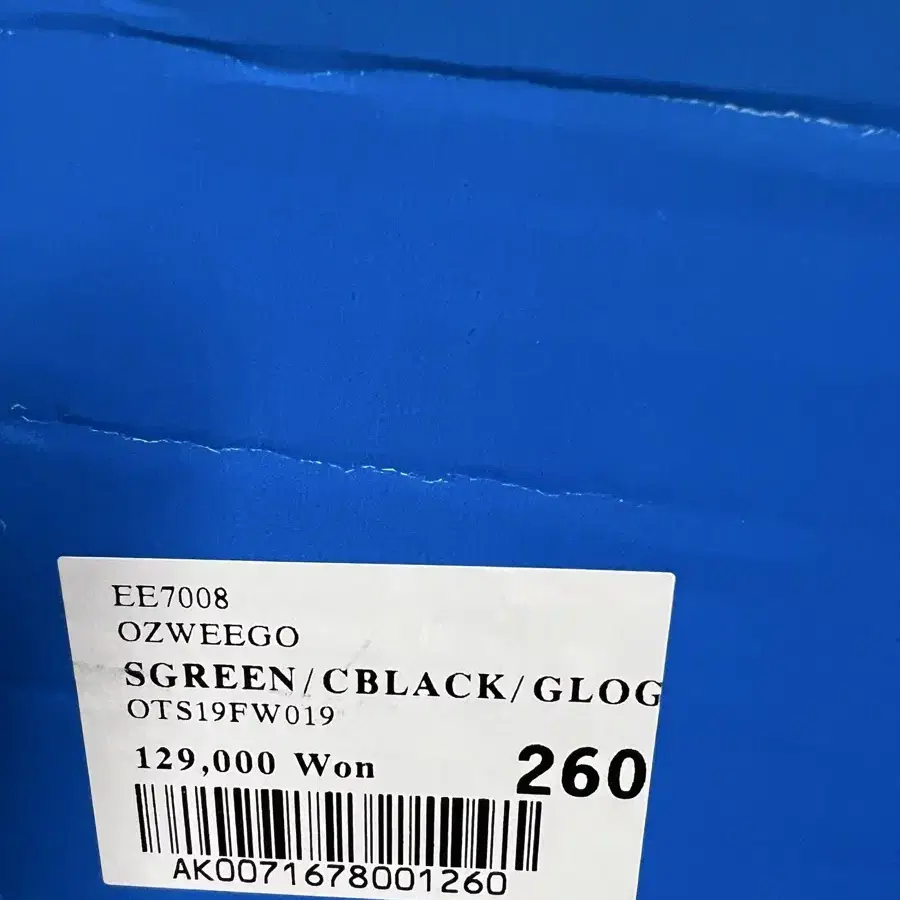 EE7008
OZWEEGO
SGREEN/CBLACK/GLOG
OTS19FW019
129,000 Won
260
AK0071678001260